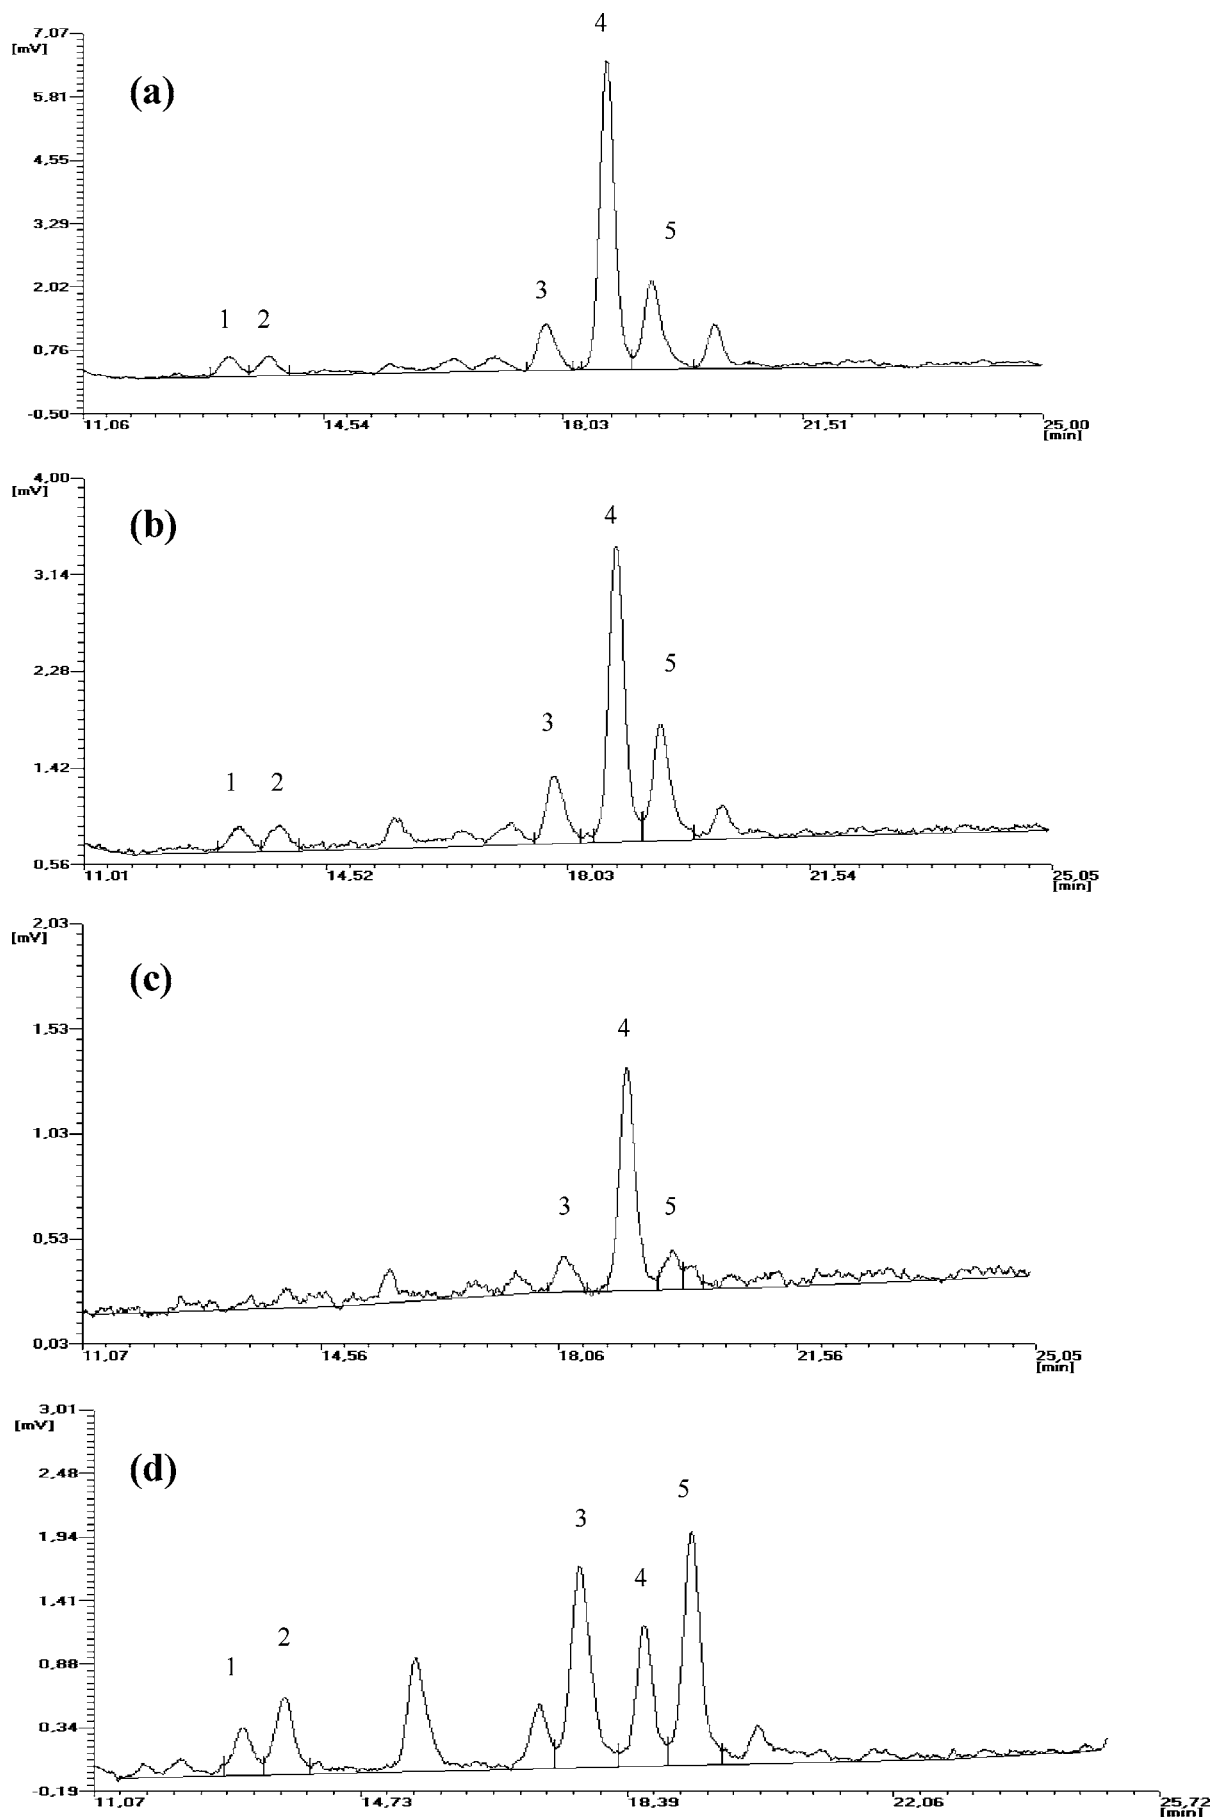 4
7,07
[mV]
(a)
5,81
4,55
3,29
5
2,02
3
1 2
0,76
-0,50
11,06 14,54 18,03 21,51 25,00
[min]
4,00
[mV]
(b)
4
3,14
5
2,28
3
1,42
1 2
0,56
11,01 14,52 18,03 21,54 25,05
[min]
2,03
[mV]
(c)
4
1,53
1,03
3 5
0,53
0,03
11,07 14,56 18,06 21,56 25,05
[min]
3,01
[mV]
(d)
2,48
5
3
1,94
4
1,41
2
1
0,88
0,34
-0,19
11,07 14,73 18,39 22,06 25,72
[min]